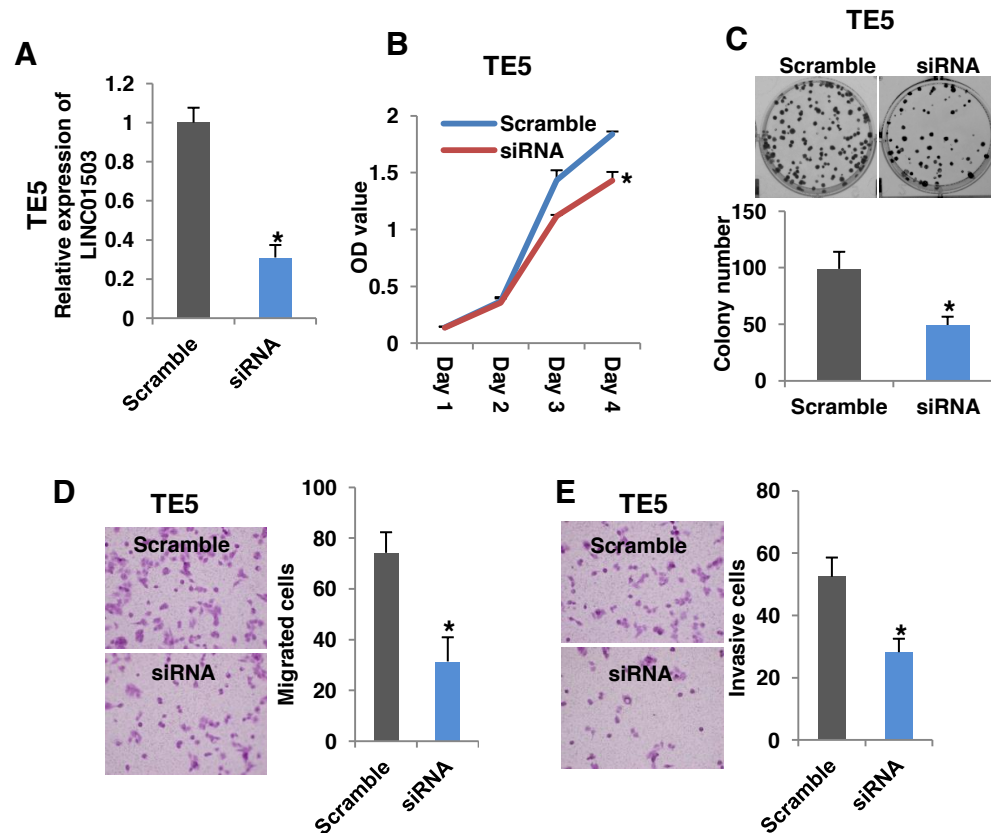 A
TE5
Relative expression of
LINC01503
1.2
1
0.8
0.6
0.4
0.2
0
*
Scramble
siRNA
B
TE5
OD value
2
1.5
1
0.5
0
Scramble
siRNA
*
Day 1
Day 2
Day 3
Day 4
C
TE5
Scramble siRNA
Colony number
150
100
50
0
*
Scramble siRNA
D
TE5
Scramble
siRNA
Migrated cells
100
80
60
40
20
0
*
Scramble
siRNA
E
TE5
Scramble
siRNA
Invasive cells
80
60
40
20
0
*
Scramble
siRNA